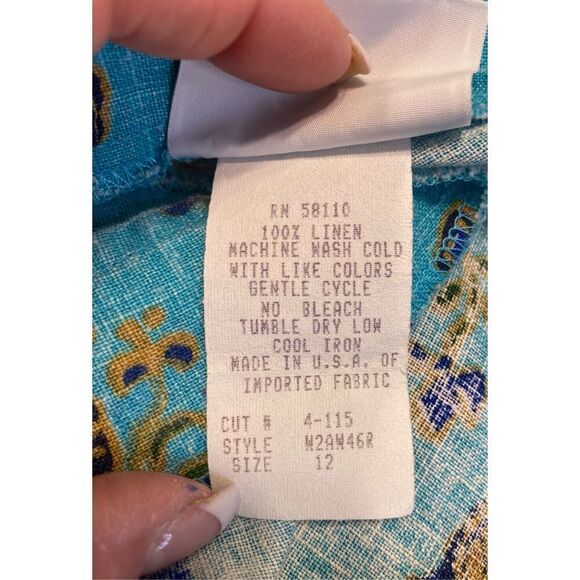 RN 58110
100% LINEN
MACHINE WASH COLD
WITH LIKE COLORS
GENTLE CYCLE
NO BLEACH
TUMBLE DRY LOW
COOL IRON
MADE IN U.S.A. OF
IMPORTED FABRIC
CUT # 4-115
STYLE N2AN46R
SIZE 12